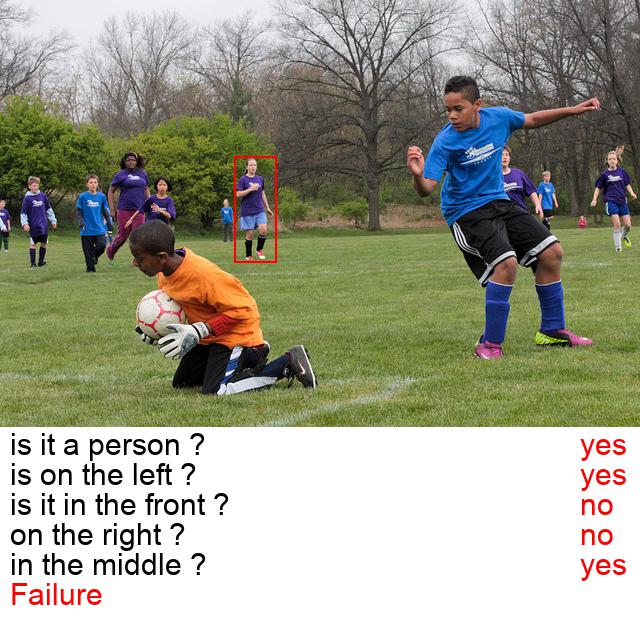 is it a person ? yes
is on the left ? yes
is it in the front ? no
on the right ? no
in the middle ? yes
Failure